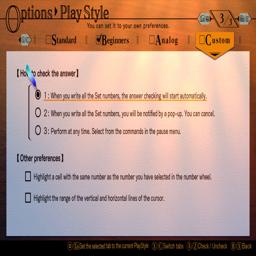 Options Play Style
You can set it to your own preferences.
3
Standard
Beginners
Analog
Custom
【How to check the answer】
1 : When you write all the Set numbers, the answer checking will start automatically.
2 : When you write all the Set numbers, you will be notified by a pop-up. You can cancel.
3 : Perform at any time. Select from the commands in the pause menu.
【Other preferences】
Highlight a cell with the same number as the number you have selected in the number wheel.
Highlight the range of the vertical and horizontal lines of the cursor.
Set the selected tab to the current PlayStyle
Switch tabs
Check / Uncheck
Back